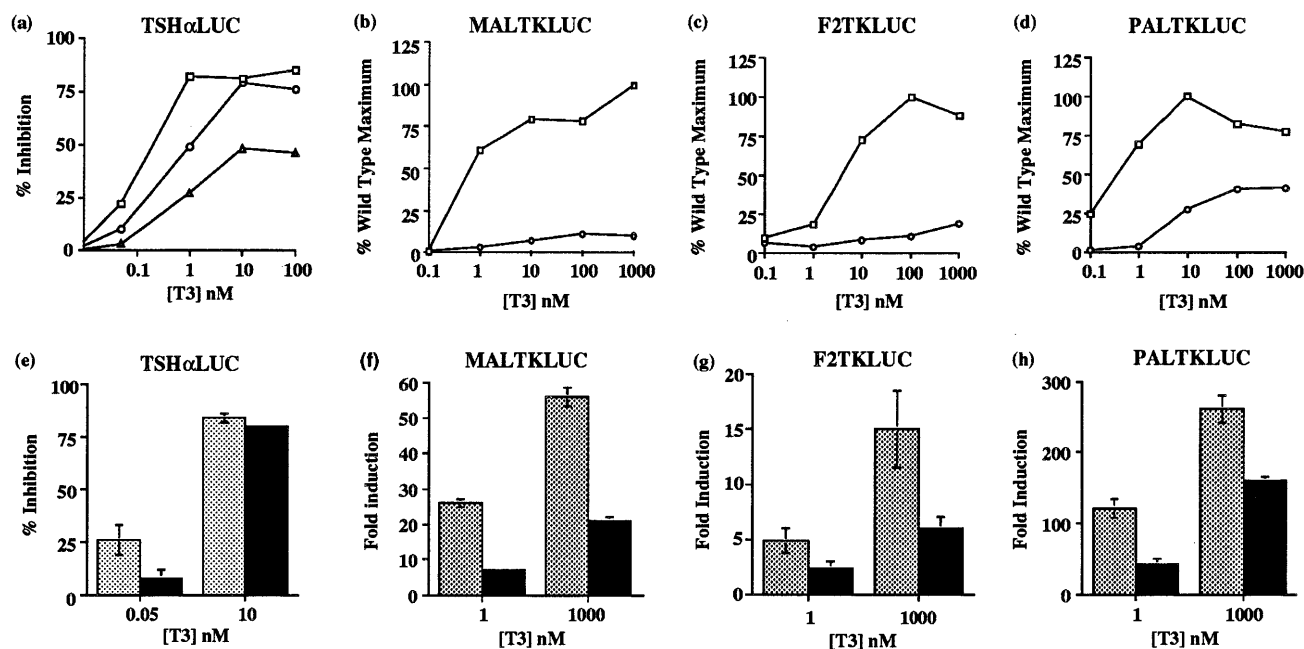 (a) TSHαLUC
% Inhibition
100
75
50
25
0
0.1 1 10 100
[T3] nM
(b) MALTKLUC
% Wild Type Maximum
125
100
75
50
25
0
0.1 1 10 100 1000
[T3] nM
(c) F2TKLUC
% Wild Type Maximum
125
100
75
50
25
0
0.1 1 10 100 1000
[T3] nM
(d) PALTKLUC
% Wild Type Maximum
125
100
75
50
25
0
0.1 1 10 100 1000
[T3] nM
(e) TSHαLUC
% Inhibition
100
75
50
25
0
0.05 10
[T3] nM
(f) MALTKLUC
Fold induction
60
50
40
30
20
10
0
1 1000
[T3] nM
(g) F2TKLUC
Fold Induction
20
15
10
5
0
1 1000
[T3] nM
(h) PALTKLUC
Fold Induction
300
200
100
0
1 1000
[T3] nM